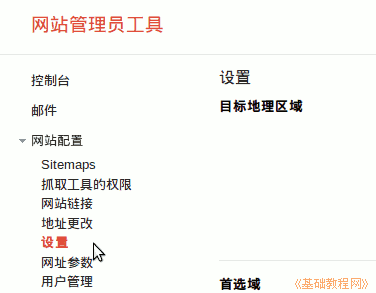 网站管理员工具
控制台
邮件
网站配置
Sitemaps
抓取工具的权限
网站链接
地址更改
设置
网址参数
用户管理
设置
目标地理区域
首选域
《基础教程网》